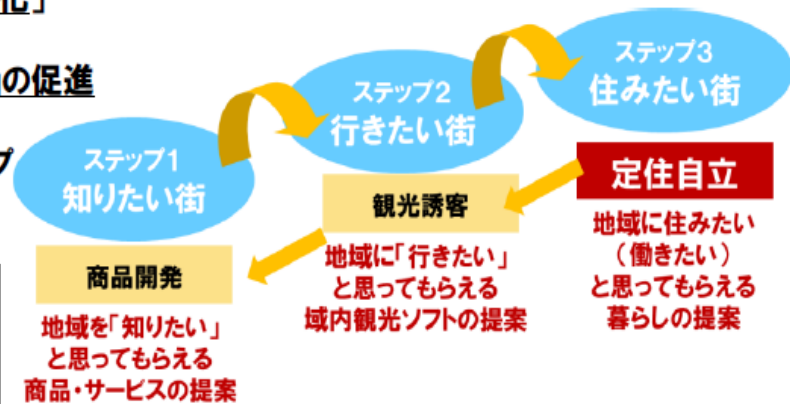 化」
の促進
プ
ステップ1
知りたい街
商品開発
地域を「知りたい」
と思ってもらえる
商品・サービスの提案
ステップ2
行きたい街
観光誘客
地域に「行きたい」
と思ってもらえる
域内観光ソフトの提案
ステップ3
住みたい街
定住自立
地域に住みたい
（働きたい）
と思ってもらえる
暮らしの提案